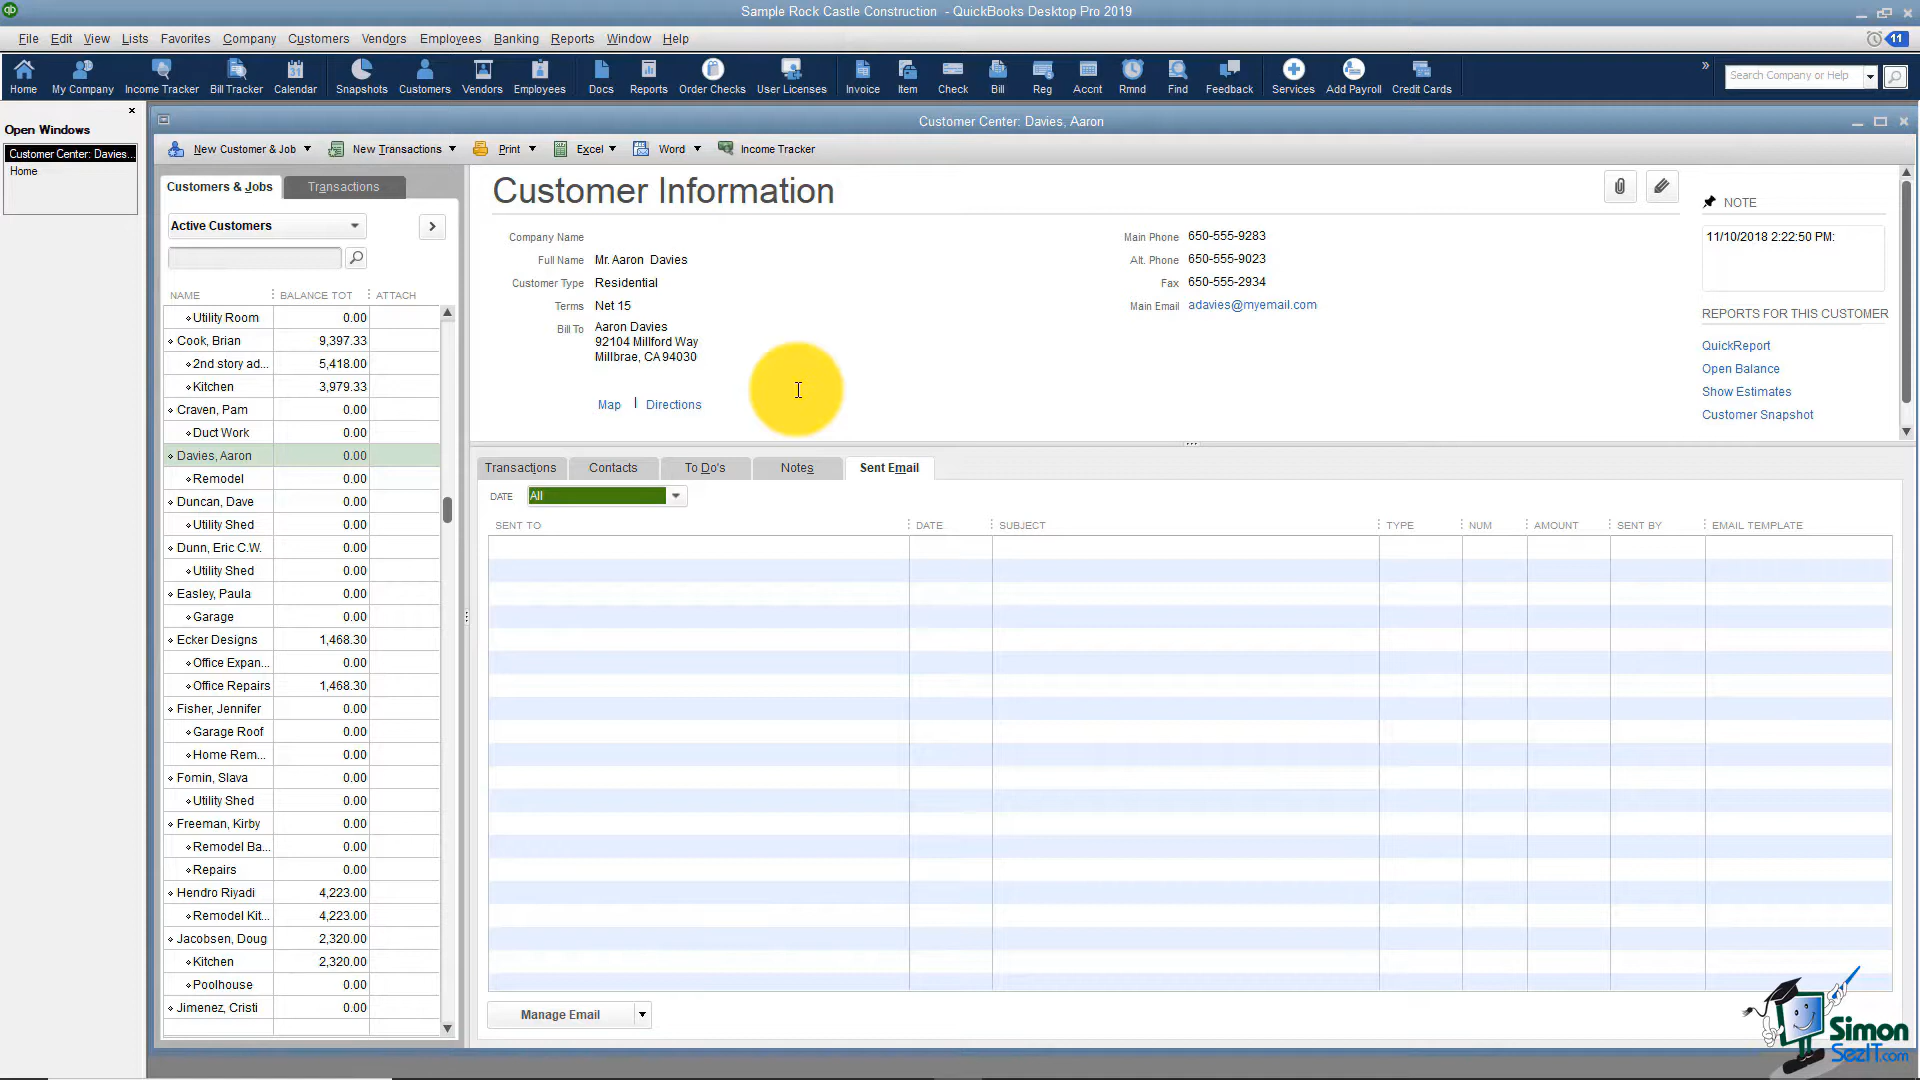 Sample Rock Castle Construction - QuickBooks Desktop Pro 2019
File Edit View Lists Favorites Company Customers Vendors Employees Banking Reports Window Help
11
Home My Company Income Tracker Bill Tracker Calendar Snapshots Customers Vendors Employees Docs Reports Order Checks User Licenses Invoice Item Check Bill Reg Accnt Rmnd Find Feedback Services Add Payroll Credit Cards
Search Company or Help
Open Windows
Customer Center: Davies...
Home
Customer Center: Davies, Aaron
New Customer & Job New Transactions Print Excel Word Income Tracker
Customers & Jobs Transactions
Active Customers
NAME BALANCE TOT ATTACH
Utility Room 0.00
Cook, Brian 9,397.33
2nd story ad... 5,418.00
Kitchen 3,979.33
Craven, Pam 0.00
Duct Work 0.00
Davies, Aaron 0.00
Remodel 0.00
Duncan, Dave 0.00
Utility Shed 0.00
Dunn, Eric C.W. 0.00
Utility Shed 0.00
Easley, Paula 0.00
Garage 0.00
Ecker Designs 1,468.30
Office Expan... 0.00
Office Repairs 1,468.30
Fisher, Jennifer 0.00
Garage Roof 0.00
Home Rem... 0.00
Fomin, Slava 0.00
Utility Shed 0.00
Freeman, Kirby 0.00
Remodel Ba... 0.00
Repairs 0.00
Hendro Riyadi 4,223.00
Remodel Kit... 4,223.00
Jacobsen, Doug 2,320.00
Kitchen 2,320.00
Poolhouse 0.00
Jimenez, Cristi 0.00
Customer Information
Company Name
Full Name Mr. Aaron Davies
Customer Type Residential
Terms Net 15
Bill To Aaron Davies
92104 Millford Way
Millbrae, CA 94030
Map Directions
Main Phone 650-555-9283
Alt. Phone 650-555-9023
Fax 650-555-2934
Main Email adavies@myemail.com
NOTE
11/10/2018 2:22:50 PM:
REPORTS FOR THIS CUSTOMER
QuickReport
Open Balance
Show Estimates
Customer Snapshot
Transactions Contacts To Do's Notes Sent Email
DATE All
SENT TO DATE SUBJECT TYPE NUM AMOUNT SENT BY EMAIL TEMPLATE
Manage Email
Simon
SezIT.com